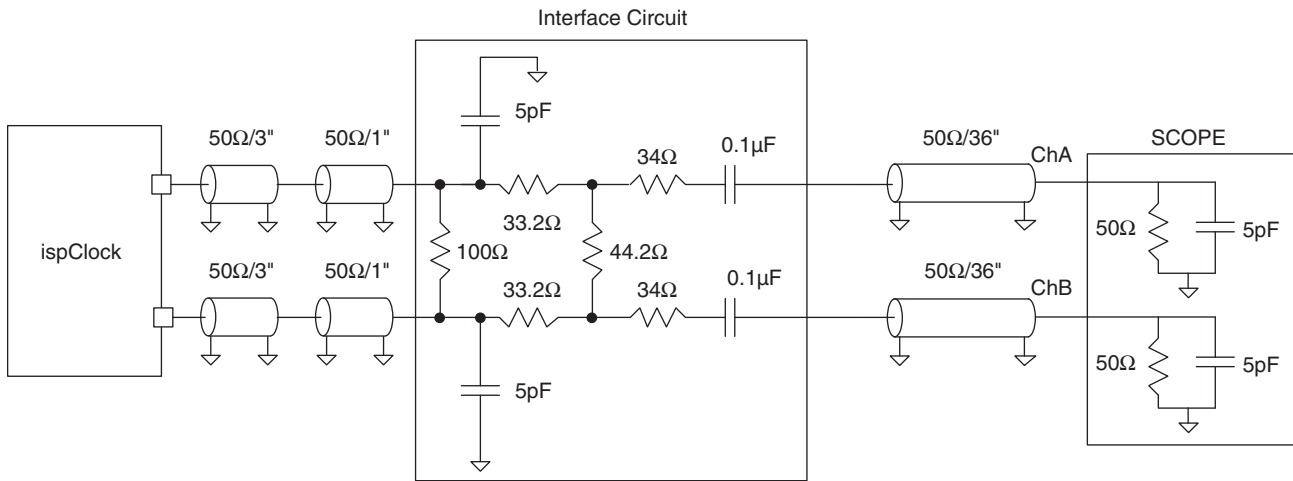 Interface Circuit
5pF
50Ω/3"
50Ω/1"
34Ω
0.1µF
50Ω/36"
ChA
SCOPE
33.2Ω
50Ω
5pF
ispClock
100Ω
44.2Ω
50Ω/3"
50Ω/1"
33.2Ω
34Ω
0.1µF
50Ω/36"
ChB
50Ω
5pF
5pF